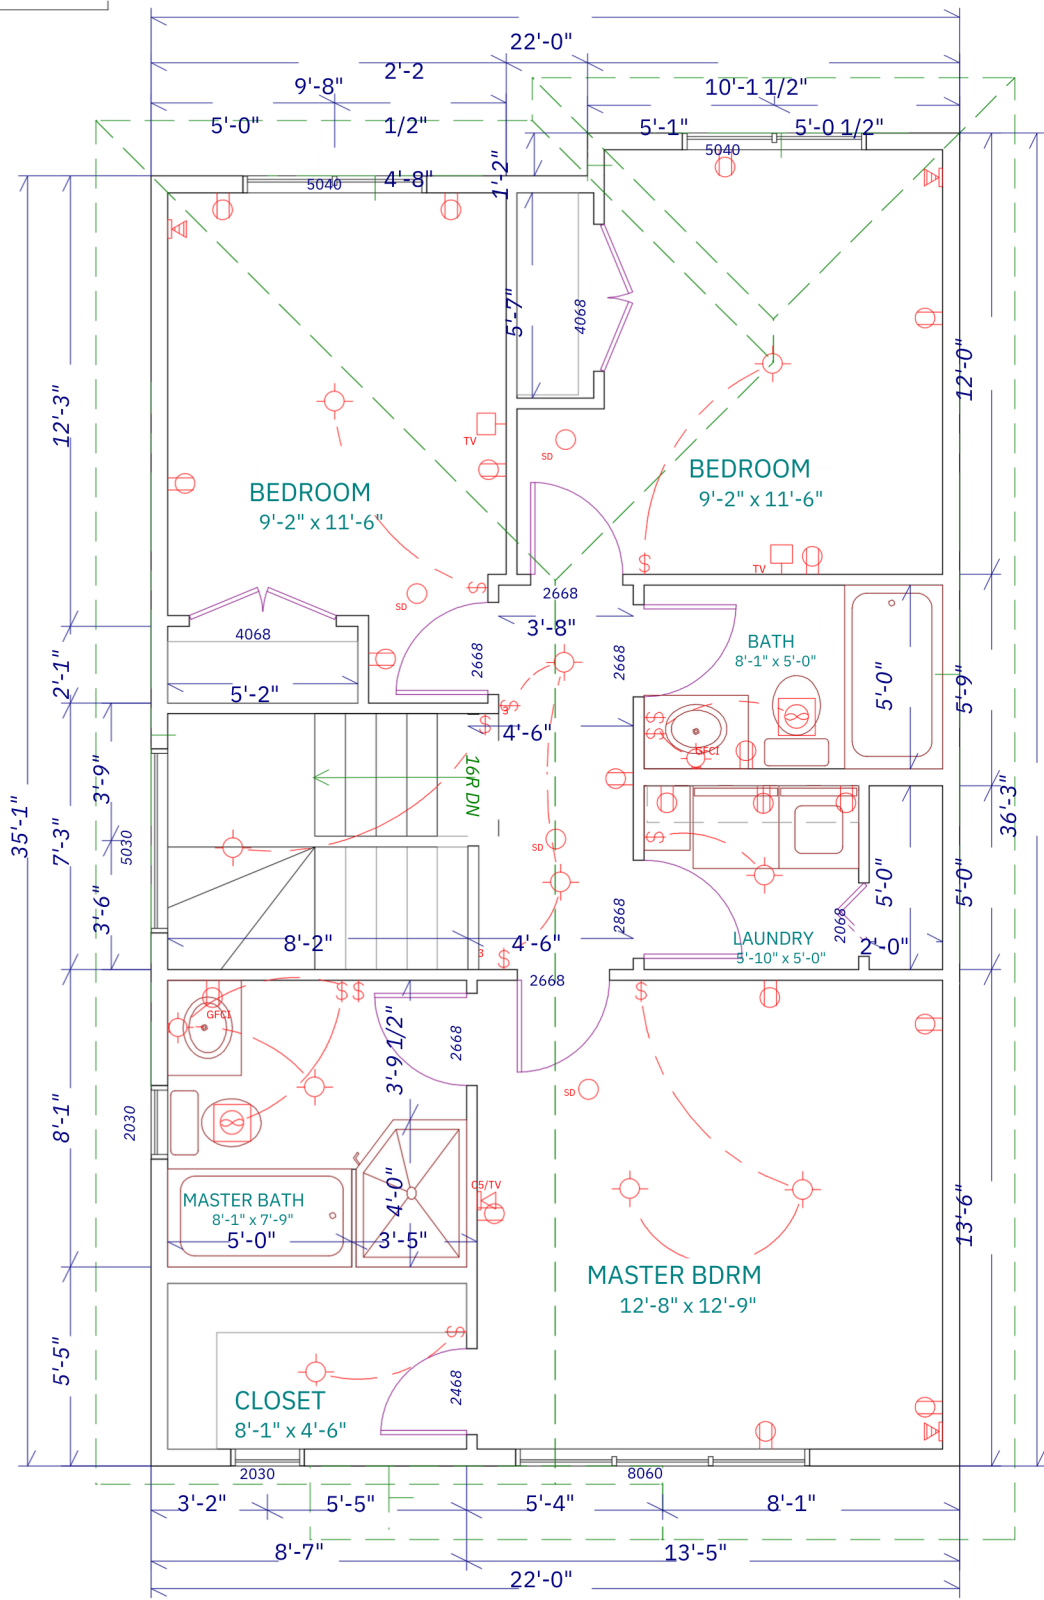 22'-0"
2'-2
9'-8"
10'-1 1/2"
5'-0"
1/2"
5'-1"
5'-0 1/2"
5040
1'-2"
5040
4'-8"
5'-7"
4068
12'-0"
12'-3"
TV
SD
BEDROOM
9'-2" x 11'-6"
BEDROOM
9'-2" x 11'-6"
TV
SD
2668
3'-8"
4068
2668
2668
BATH
8'-1" x 5'-0"
5'-0"
5'-9"
2'-1"
5'-2"
3
4'-6"
GFCI
16R DN
3'-9"
7'-3"
5030
35'-1"
36'-3"
SD
3'-6"
5'-0"
5'-0"
2868
2068
8'-2"
4'-6"
LAUNDRY
5'-10" x 5'-0"
2'-0"
3
2668
GFCI
3'-9 1/2"
2668
8'-1"
2030
SD
C5/TV
MASTER BATH
8'-1" x 7'-9"
4'-0"
5'-0"
3'-5"
13'-6"
MASTER BDRM
12'-8" x 12'-9"
5'-5"
2468
CLOSET
8'-1" x 4'-6"
2030
8060
3'-2"
5'-5"
5'-4"
8'-1"
8'-7"
13'-5"
22'-0"